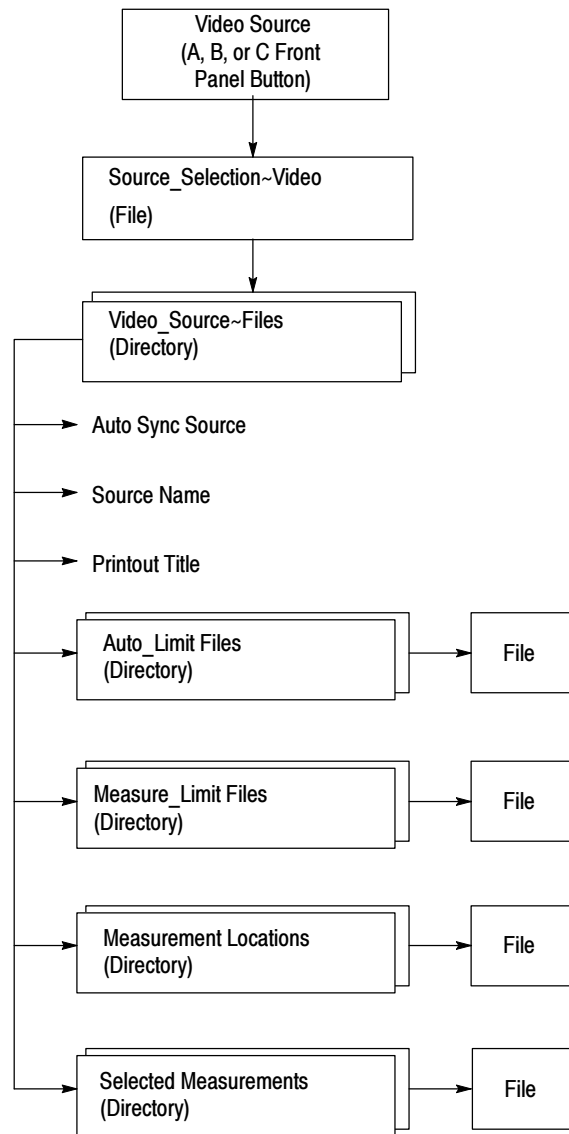 Video Source
(A, B, or C Front
Panel Button)
Source_Selection~Video
(File)
Video_Source~Files
(Directory)
Auto Sync Source
Source Name
Printout Title
Auto_Limit Files
(Directory)
File
Measure_Limit Files
(Directory)
File
Measurement Locations
(Directory)
File
Selected Measurements
(Directory)
File